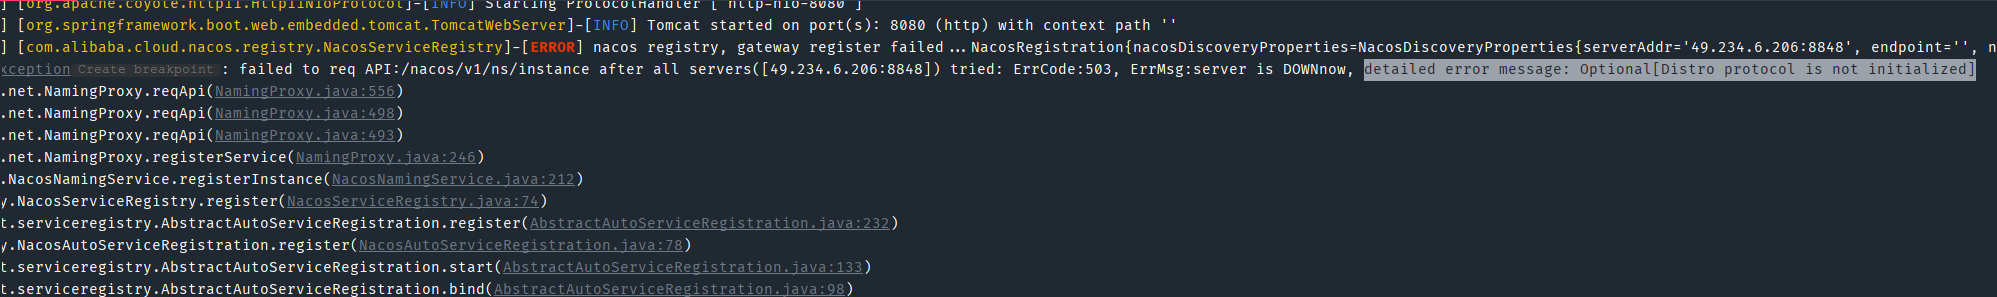 [org.apache.coyote.http11.Http11NioProtocol]-[INFO] Starting ProtocolHandler ["http-nio-8080"]
] [org.springframework.boot.web.embedded.tomcat.TomcatWebServer]-[INFO] Tomcat started on port(s): 8080 (http) with context path ''
] [com.alibaba.cloud.nacos.registry.NacosServiceRegistry]-[ERROR] nacos registry, gateway register failed...NacosRegistration{nacosDiscoveryProperties=NacosDiscoveryProperties{serverAddr='49.234.6.206:8848', endpoint='', n
xception Create breakpoint : failed to req API:/nacos/v1/ns/instance after all servers([49.234.6.206:8848]) tried: ErrCode:503, ErrMsg:server is DOWNnow, detailed error message: Optional[Distro protocol is not initialized]
.net.NamingProxy.reqApi(NamingProxy.java:556)
.net.NamingProxy.reqApi(NamingProxy.java:498)
.net.NamingProxy.reqApi(NamingProxy.java:493)
.net.NamingProxy.registerService(NamingProxy.java:246)
.NacosNamingService.registerInstance(NacosNamingService.java:212)
y.NacosServiceRegistry.register(NacosServiceRegistry.java:74)
t.serviceregistry.AbstractAutoServiceRegistration.register(AbstractAutoServiceRegistration.java:232)
y.NacosAutoServiceRegistration.register(NacosAutoServiceRegistration.java:78)
t.serviceregistry.AbstractAutoServiceRegistration.start(AbstractAutoServiceRegistration.java:133)
t.serviceregistry.AbstractAutoServiceRegistration.bind(AbstractAutoServiceRegistration.java:98)